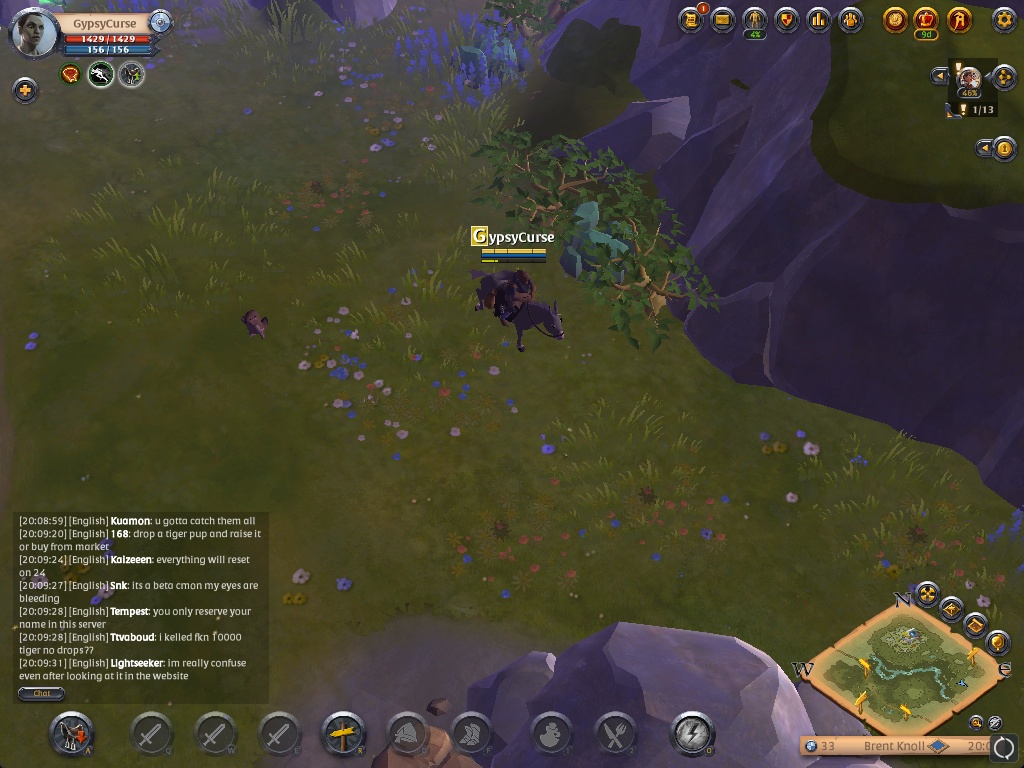 GypsyCurse
1429 / 1429
156 / 156
1
4%
9d
46%
1/13
GypsyCurse
[20:08:59] [English] Kuamon: u gotta catch them all
[20:09:20] [English] 168: drop a tiger pup and raise it
or buy from market
[20:09:24] [English] Kaizeeen: everything will reset
on 24
[20:09:27] [English] Snk: its a beta cmon my eyes are
bleeding
[20:09:28] [English] Tempest: you only reserve your
name in this server
[20:09:28] [English] Ttvaboud: i kelled fkn 10000
tiger no drops??
[20:09:31] [English] Lightseeker: im really confuse
even after looking at it in the website
Chat
N
W
E
A
Q
W
E
R
F
1
2
O
33 Brent Knoll